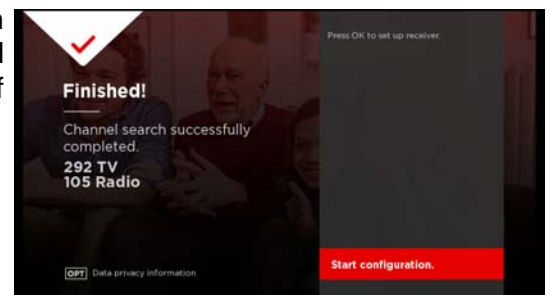 Press OK to set up receiver.
Finished!
Channel search successfully
completed.
292 TV
105 Radio
OPT Data privacy information
Start configuration.